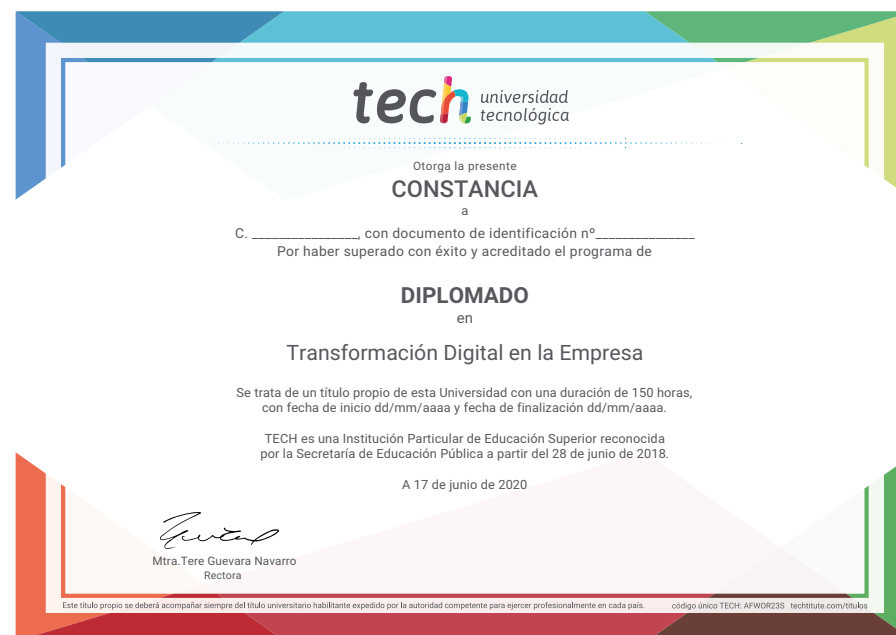 tech universidad
tecnológica
Otorga la presente
CONSTANCIA
a
C. ________________, con documento de identificación nº_______________
Por haber superado con éxito y acreditado el programa de
DIPLOMADO
en
Transformación Digital en la Empresa
Se trata de un título propio de esta Universidad con una duración de 150 horas,
con fecha de inicio dd/mm/aaaa y fecha de finalización dd/mm/aaaa.
TECH es una Institución Particular de Educación Superior reconocida
por la Secretaría de Educación Pública a partir del 28 de junio de 2018.
A 17 de junio de 2020
Mtra.Tere Guevara Navarro
Rectora
Este título propio se deberá acompañar siempre del título universitario habilitante expedido por la autoridad competente para ejercer profesionalmente en cada país. código único TECH: AFWOR23S techtitute.com/titulos